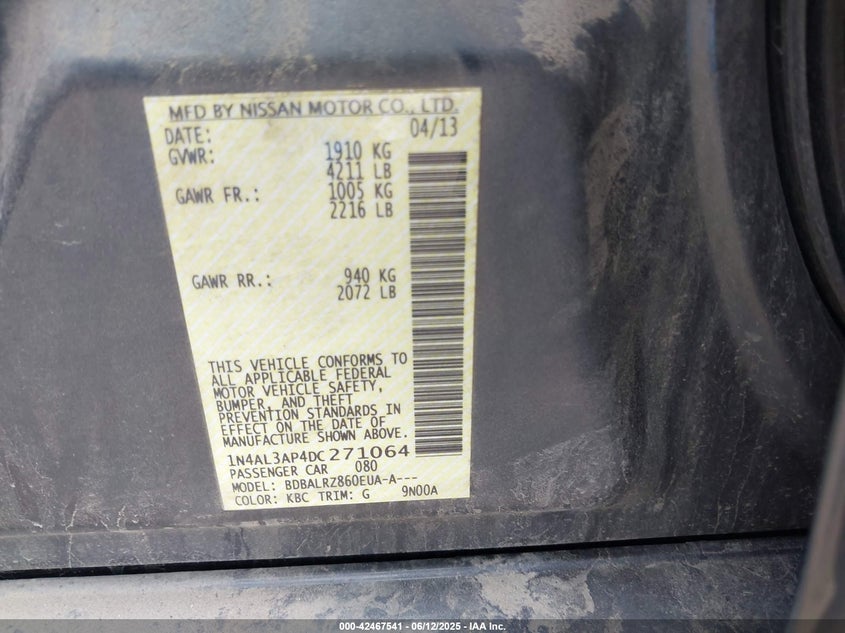 MFD BY NISSAN MOTOR CO., LTD.
DATE: 04/13
GVWR: 1910 KG
4211 LB
GAWR FR.: 1005 KG
2216 LB
GAWR RR.: 940 KG
2072 LB
THIS VEHICLE CONFORMS TO
ALL APPLICABLE FEDERAL
MOTOR VEHICLE SAFETY,
BUMPER, AND THEFT
PREVENTION STANDARDS IN
EFFECT ON THE DATE OF
MANUFACTURE SHOWN ABOVE.
1N4AL3AP4DC271064
PASSENGER CAR 080
MODEL: BDBALRZ860EUA-A---
COLOR: KBC TRIM: G 9N00A
000-42467541 - 06/12/2025 - IAA Inc.